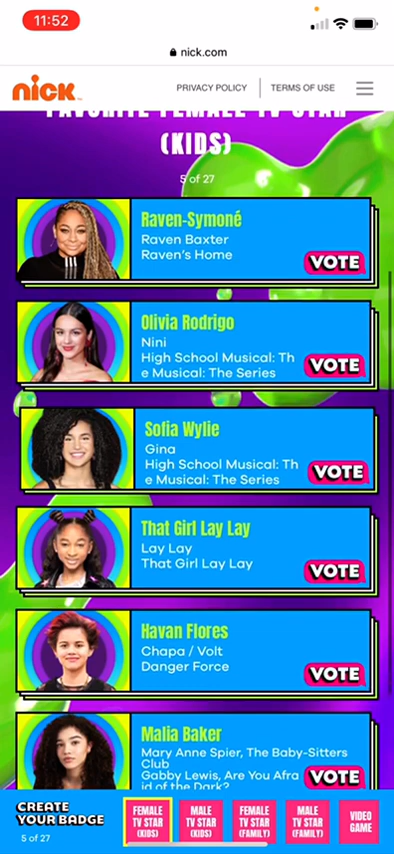 11:52
nick.com
nick
PRIVACY POLICY
TERMS OF USE
FAVORITE FEMALE TV STAR
(KIDS)
5 of 27
Raven-Symoné
Raven Baxter
Raven's Home
VOTE
Olivia Rodrigo
Nini
High School Musical: Th
e Musical: The Series
VOTE
Sofia Wylie
Gina
High School Musical: Th
e Musical: The Series
VOTE
That Girl Lay Lay
Lay Lay
That Girl Lay Lay
VOTE
Havan Flores
Chapa / Volt
Danger Force
VOTE
Malia Baker
Mary Anne Spier, The Baby-Sitters
Club
Gabby Lewis, Are You Afra
id of the Dark?
VOTE
CREATE
YOUR BADGE
5 of 27
FEMALE
TV STAR
(KIDS)
MALE
TV STAR
(KIDS)
FEMALE
TV STAR
(FAMILY)
MALE
TV STAR
(FAMILY)
VIDEO
GAME